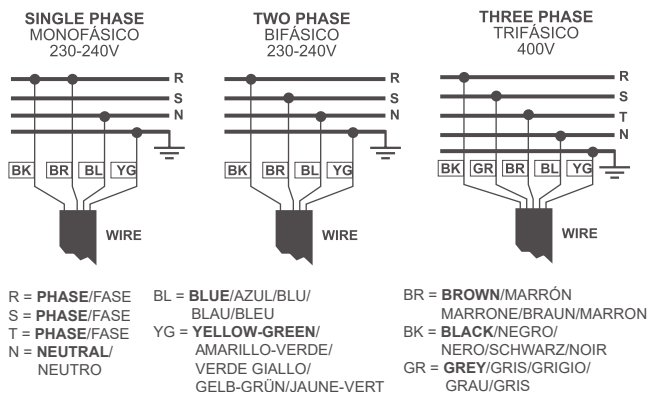 SINGLE PHASE
MONOFÁSICO
230-240V
R
S
N
BK BR BL YG
WIRE
TWO PHASE
BIFÁSICO
230-240V
R
S
N
BK BR BL YG
WIRE
THREE PHASE
TRIFÁSICO
400V
R
S
T
N
BK GR BR BL YG
WIRE
R = PHASE/FASE
S = PHASE/FASE
T = PHASE/FASE
N = NEUTRAL/
NEUTRO
BL = BLUE/AZUL/BLU/
BLAU/BLEU
YG = YELLOW-GREEN/
AMARILLO-VERDE/
VERDE GIALLO/
GELB-GRÜN/JAUNE-VERT
BR = BROWN/MARRÓN
MARRONE/BRAUN/MARRON
BK = BLACK/NEGRO/
NERO/SCHWARZ/NOIR
GR = GREY/GRIS/GRIGIO/
GRAU/GRIS